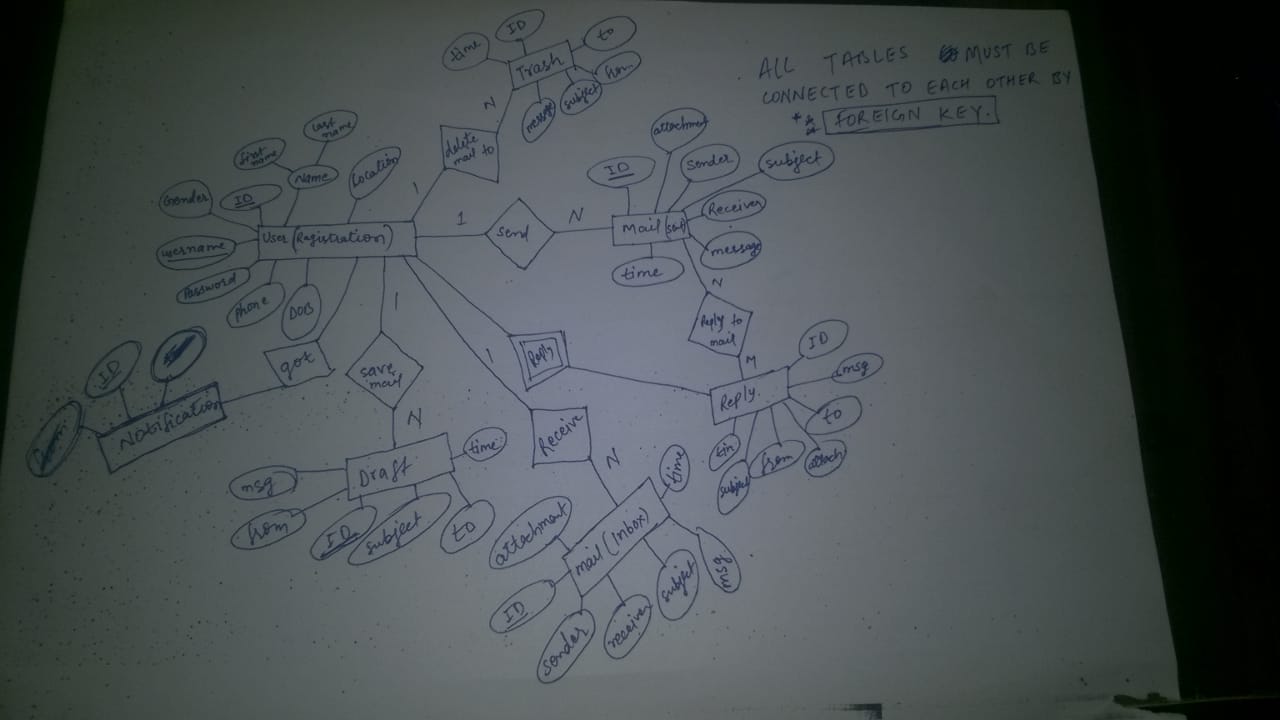 ALL TABLES MUST BE
CONNECTED TO EACH OTHER BY
FOREIGN KEY.
time
ID
to
Trash
from
subject
message
N
delete
mail to
1
last
name
first
name
Name
Location
Gender
ID
username
User (Registration)
Password
phone
DOB
1
send
N
attachment
ID
Sender
subject
Mail (sent)
Receiver
message
time
N
Reply to
mail
M
ID
msg
Reply.
to
attach
from
subject
Reply
got
ID
Notification
1
save
mail
N
time
msg
Draft
from
ID
subject
to
1
Receive
N
time
attachment
mail (Inbox)
msg
ID
subject
sender
receiver